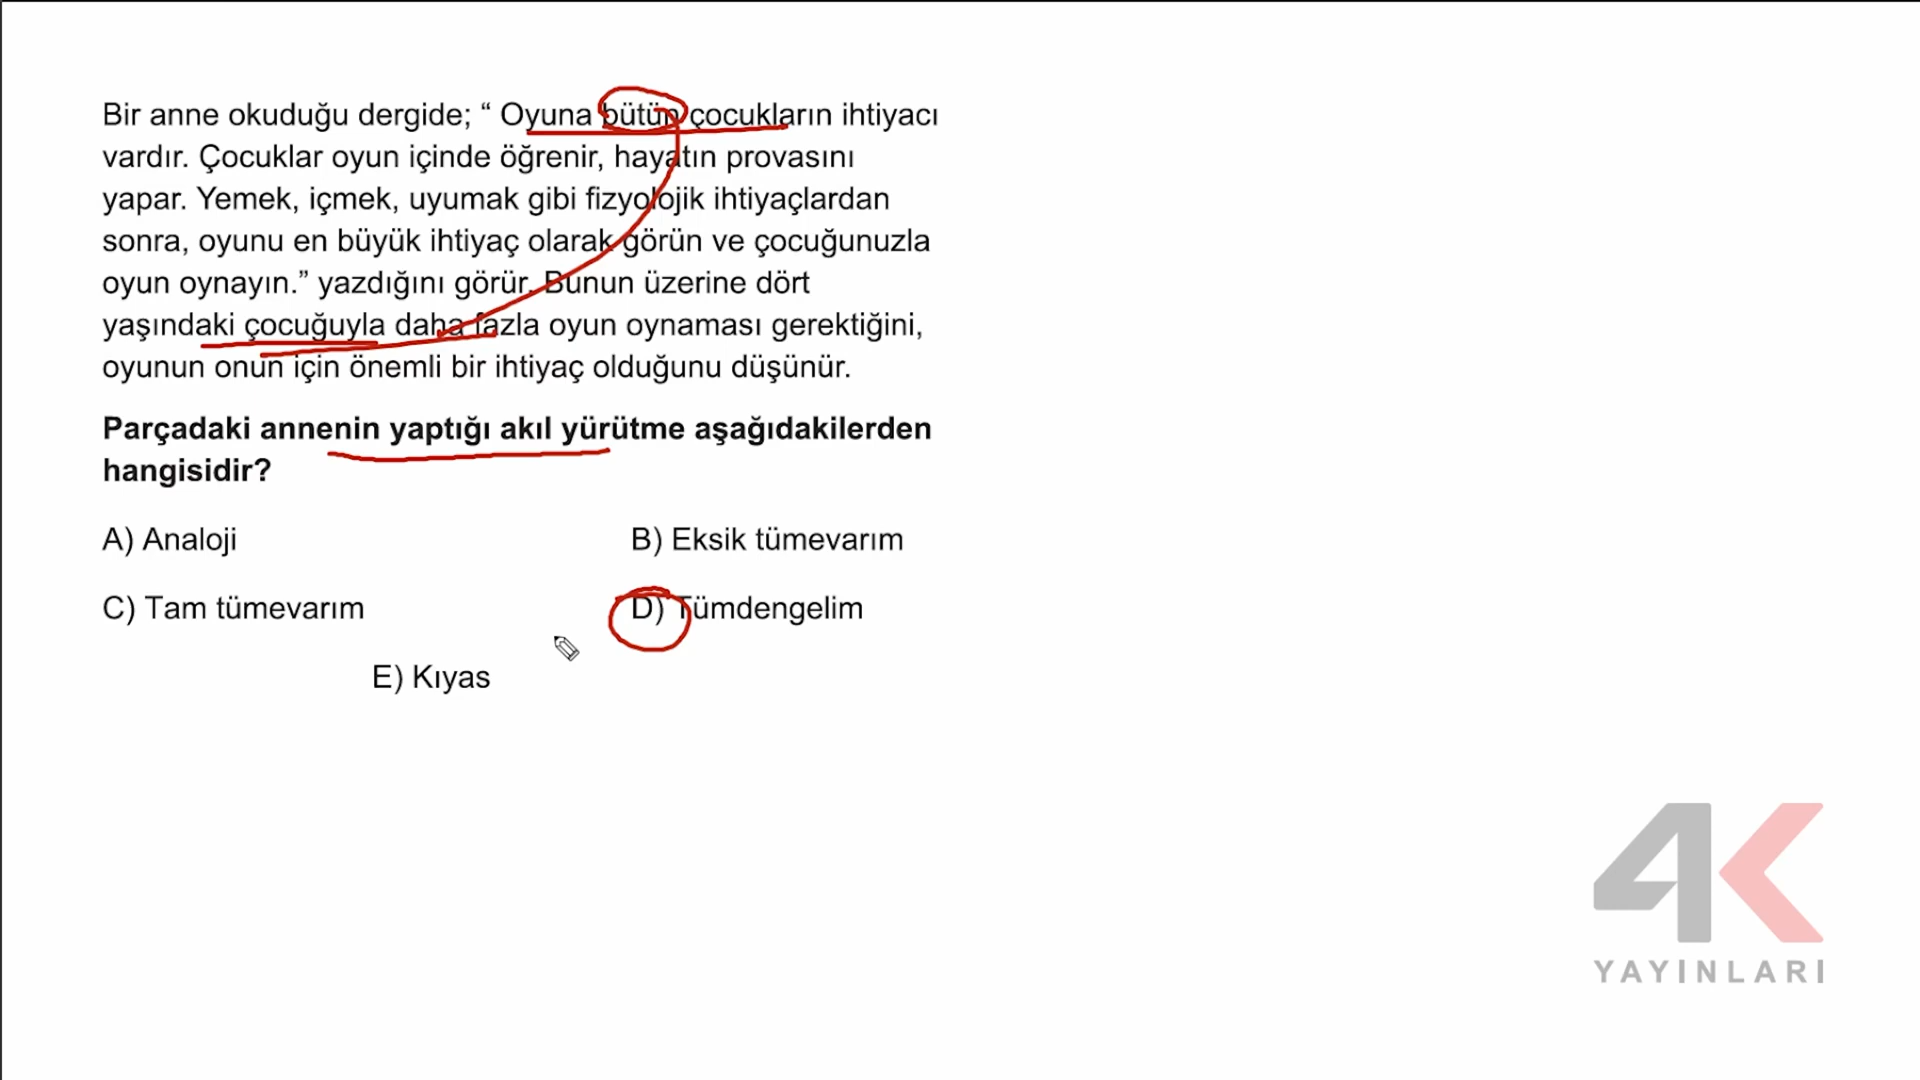 Bir anne okuduğu dergide; “ Oyuna bütün çocukların ihtiyacı
vardır. Çocuklar oyun içinde öğrenir, hayatın provasını
yapar. Yemek, içmek, uyumak gibi fizyolojik ihtiyaçlardan
sonra, oyunu en büyük ihtiyaç olarak görün ve çocuğunuzla
oyun oynayın.” yazdığını görür. Bunun üzerine dört
yaşındaki çocuğuyla daha fazla oyun oynaması gerektiğini,
oyunun onun için önemli bir ihtiyaç olduğunu düşünür.
Parçadaki annenin yaptığı akıl yürütme aşağıdakilerden
hangisidir?
A) Analoji
B) Eksik tümevarım
C) Tam tümevarım
D) Tümdengelim
E) Kıyas
4K
YAYINLARI